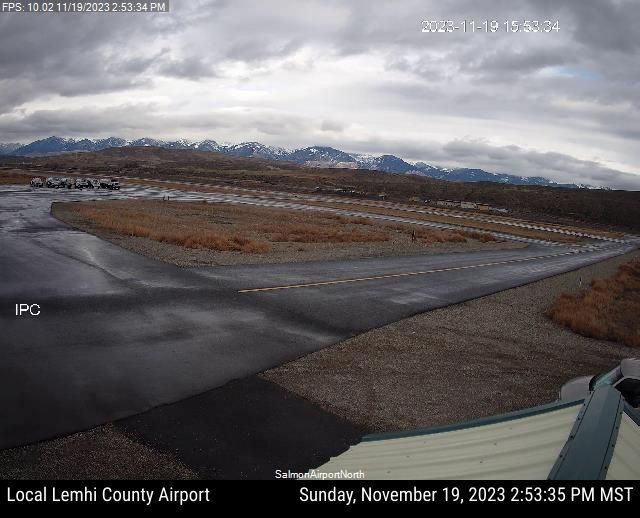 FPS: 10.02 11/19/2023 2:53:34 PM
2023-11-19 15:53:34
IPC
SalmonAirportNorth
Local Lemhi County Airport
Sunday, November 19, 2023 2:53:35 PM MST